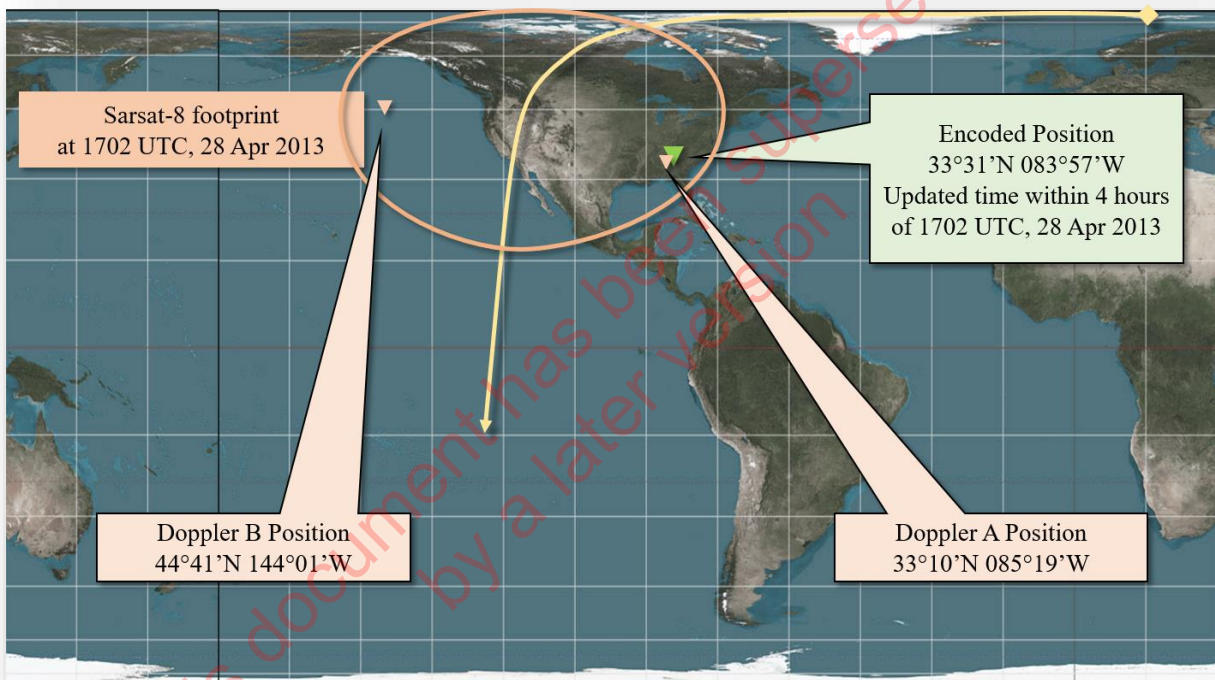 Sarsat-8 footprint
at 1702 UTC, 28 Apr 2013
Encoded Position
33°31’N 083°57’W
Updated time within 4 hours
of 1702 UTC, 28 Apr 2013
Doppler B Position
44°41’N 144°01’W
Doppler A Position
33°10’N 085°19’W
s document has been superse
by a later version